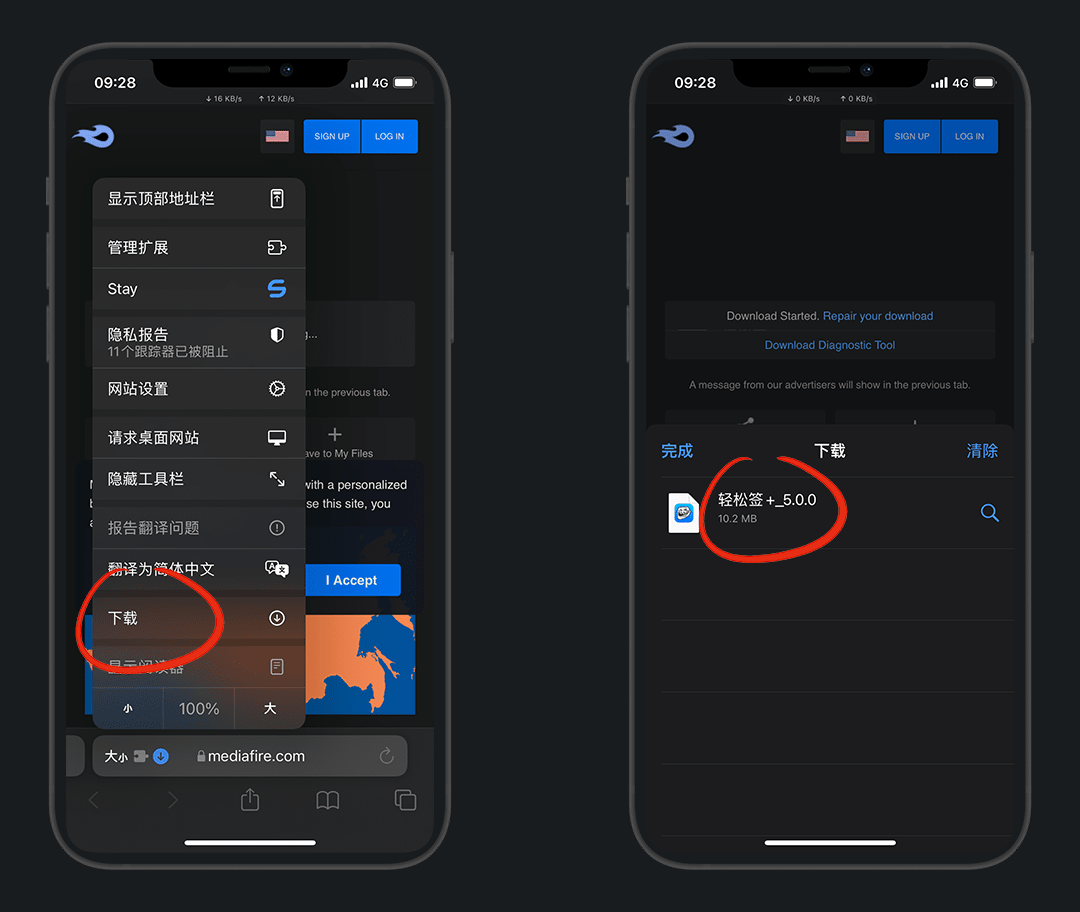 09:28
4G
↓ 16 KB/s ↑ 12 KB/s
SIGN UP
LOG IN
显示顶部地址栏
管理扩展
Stay
隐私报告
11个跟踪器已被阻止
网站设置
n the previous tab.
请求桌面网站
ave to My Files
隐藏工具栏
with a personalized
se this site, you
报告翻译问题
翻译为简体中文
I Accept
下载
显示阅读器
小 100% 大
大小 mediafire.com
09:28
4G
↓ 0 KB/s ↑ 0 KB/s
SIGN UP
LOG IN
Download Started. Repair your download
Download Diagnostic Tool
A message from our advertisers will show in the previous tab.
完成 下载 清除
轻松签+_5.0.0
10.2 MB